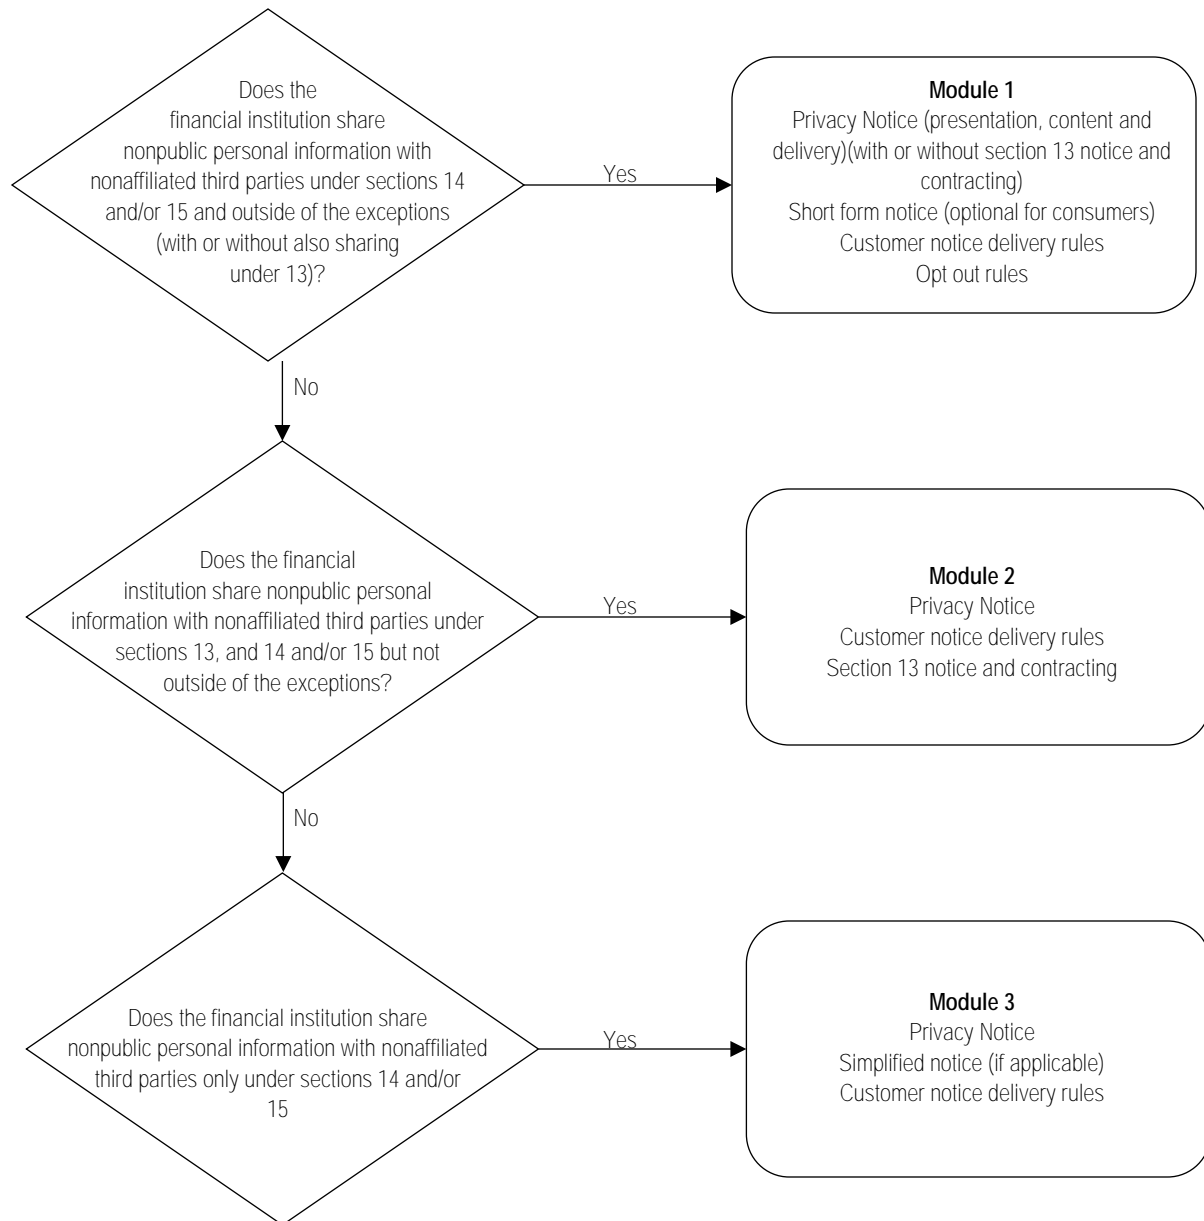 Does the
financial institution share
nonpublic personal information with
nonaffiliated third parties under sections 14
and/or 15 and outside of the exceptions
(with or without also sharing
under 13)?
Yes
Module 1
Privacy Notice (presentation, content and
delivery)(with or without section 13 notice and
contracting)
Short form notice (optional for consumers)
Customer notice delivery rules
Opt out rules
No
Does the financial
institution share nonpublic personal
information with nonaffiliated third parties under
sections 13, and 14 and/or 15 but not
outside of the exceptions?
Yes
Module 2
Privacy Notice
Customer notice delivery rules
Section 13 notice and contracting
No
Does the financial institution share
nonpublic personal information with nonaffiliated
third parties only under sections 14 and/or
15
Yes
Module 3
Privacy Notice
Simplified notice (if applicable)
Customer notice delivery rules